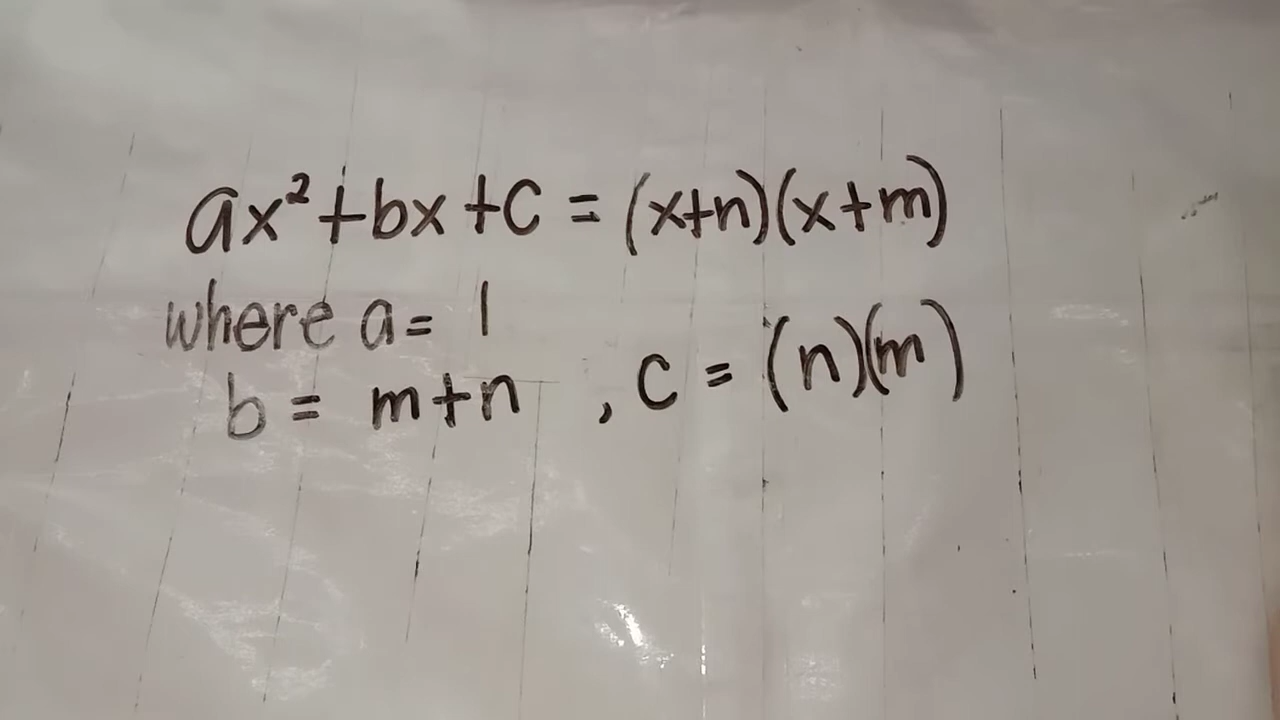 ax²+bx+c = (x+n)(x+m)
where a= 1
b = m+n , c = (n)(m)